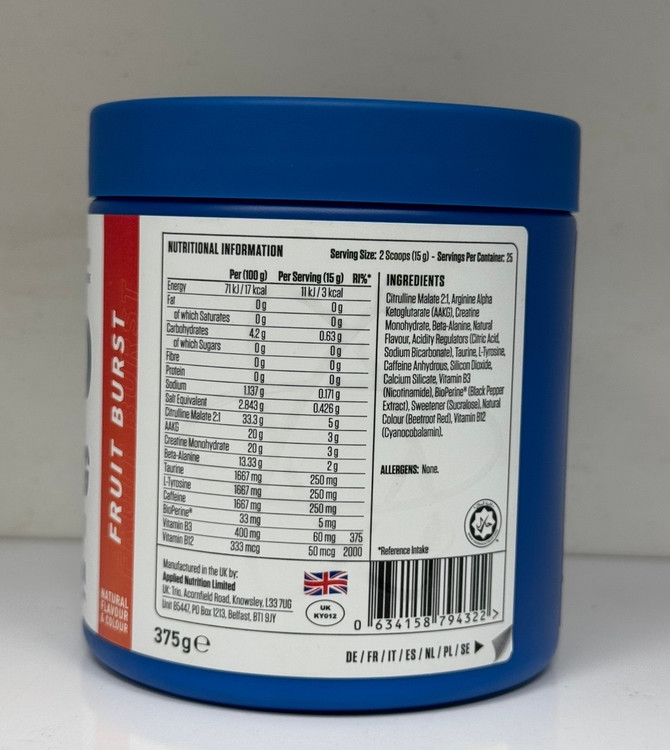 FRUIT BURST
NATURAL
FLAVOUR
& COLOUR
NUTRITIONAL INFORMATION
Serving Size: 2 Scoops (15 g) - Servings Per Container: 25
Per (100 g) Per Serving (15 g) RI%*
Energy 71 kJ / 17 kcal 11 kJ / 3 kcal
Fat 0 g 0 g
of which Saturates 0 g 0 g
Carbohydrates 4.2 g 0.63 g
of which Sugars 0 g 0 g
Fibre 0 g 0 g
Protein 0 g 0 g
Sodium 1.137 g 0.171 g
Salt Equivalent 2.843 g 0.426 g
Citrulline Malate 2:1 33.3 g 5 g
AAKG 20 g 3 g
Creatine Monohydrate 20 g 3 g
Beta-Alanine 13.33 g 2 g
Taurine 1667 mg 250 mg
L-Tyrosine 1667 mg 250 mg
Caffeine 1667 mg 250 mg
BioPerine® 33 mg 5 mg
Vitamin B3 400 mg 60 mg 375
Vitamin B12 333 mcg 50 mcg 2000
INGREDIENTS
Citrulline Malate 2:1, Arginine Alpha
Ketoglutarate (AAKG), Creatine
Monohydrate, Beta-Alanine, Natural
Flavour, Acidity Regulators (Citric Acid,
Sodium Bicarbonate), Taurine, L-Tyrosine,
Caffeine Anhydrous, Silicon Dioxide,
Calcium Silicate, Vitamin B3
(Nicotinamide), BioPerine® (Black Pepper
Extract), Sweetener (Sucralose), Natural
Colour (Beetroot Red), Vitamin B12
(Cyanocobalamin).
ALLERGENS: None.
*Reference Intake
Manufactured in the UK by:
Applied Nutrition Limited
UK: Trio, Acornfield Road, Knowsley, L33 7UG
Unit B5447, PO Box 1213, Belfast, BT1 9JY
UK
KY012
0 634158 794322 >
375g e
DE / FR / IT / ES / NL / PL / SE